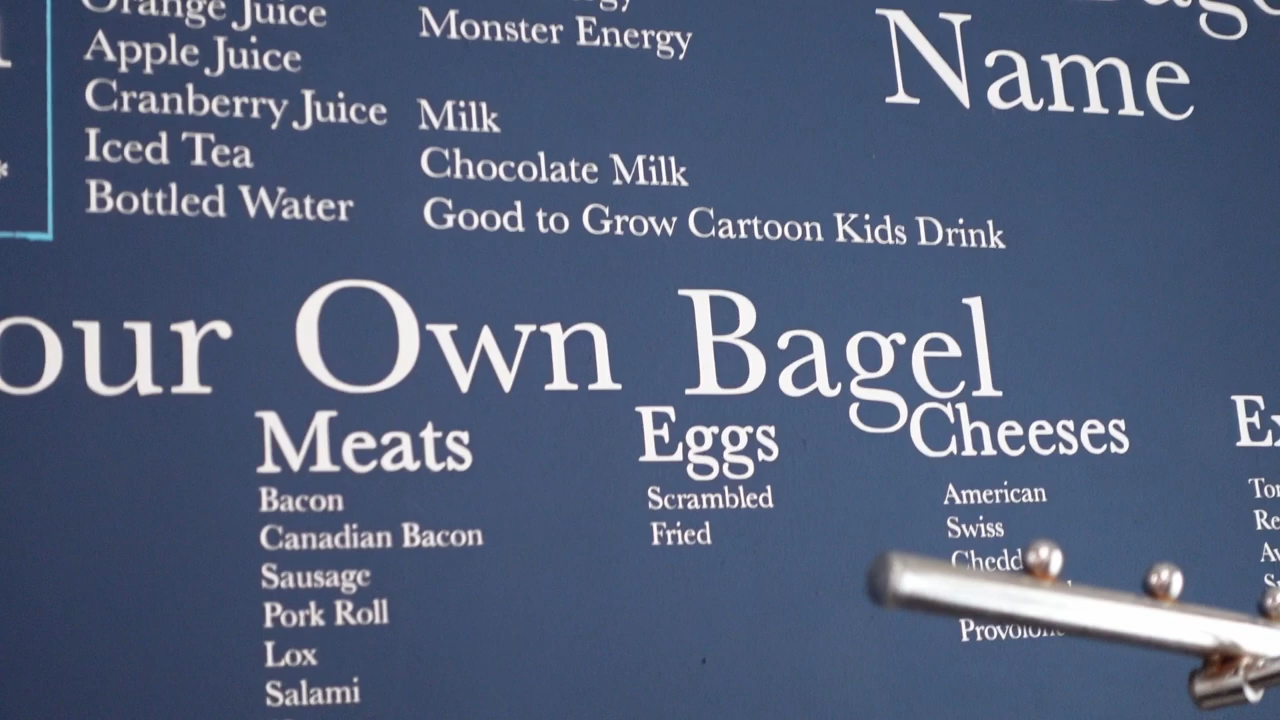 Orange Juice
Apple Juice
Cranberry Juice
Iced Tea
Bottled Water
Monster Energy
Milk
Chocolate Milk
Good to Grow Cartoon Kids Drink
Name
our Own Bagel
Meats
Bacon
Canadian Bacon
Sausage
Pork Roll
Lox
Salami
Eggs
Scrambled
Fried
Cheeses
American
Swiss
Chedd
Provolone